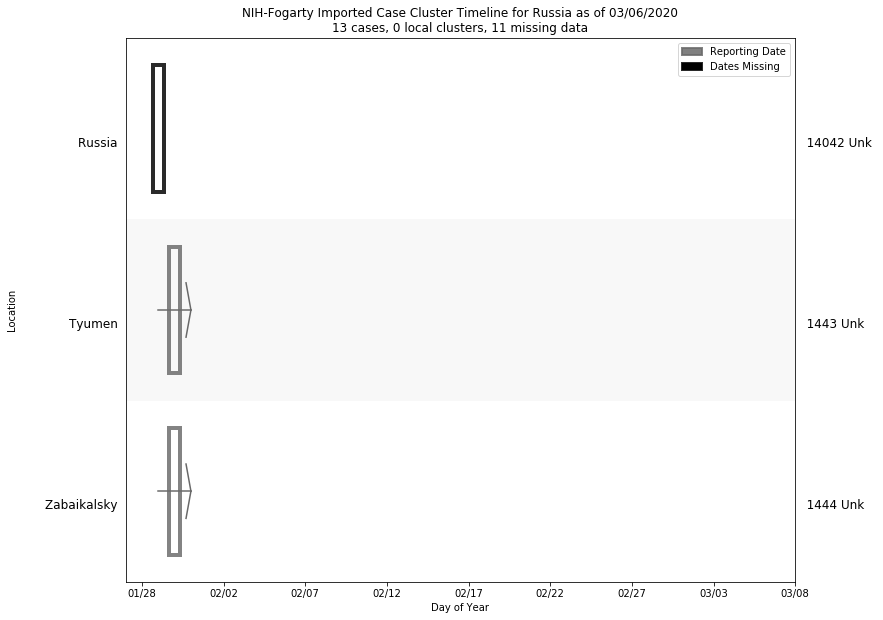 NIH-Fogarty Imported Case Cluster Timeline for Russia as of 03/06/2020
13 cases, 0 local clusters, 11 missing data
Reporting Date
Dates Missing
Russia
14042 Unk
Location
Tyumen
1443 Unk
Zabaikalsky
1444 Unk
01/28 02/02 02/07 02/12 02/17 02/22 02/27 03/03 03/08
Day of Year